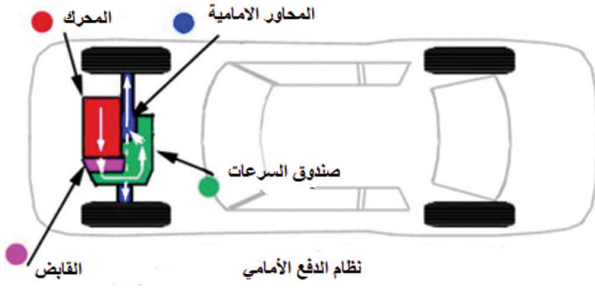 المحرك
المحاور الامامية
صندوق السرعات
القابض
نظام الدفع الأمامي